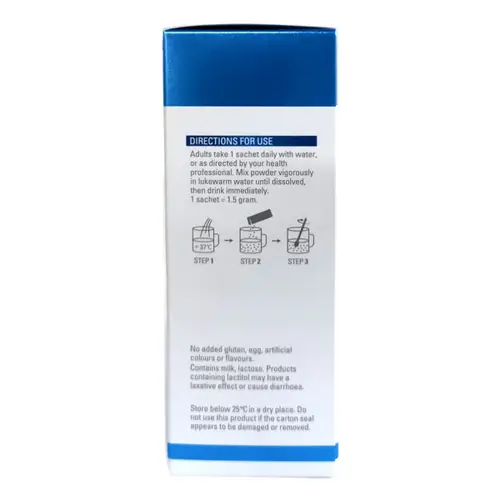 DIRECTIONS FOR USE
Adults take 1 sachet daily with water,
or as directed by your health
professional. Mix powder vigorously
in lukewarm water until dissolved,
then drink immediately.
1 sachet = 1.5 gram.
< 37°C
STEP 1
STEP 2
STEP 3
No added gluten, egg, artificial
colours or flavours.
Contains milk, lactose. Products
containing lactitol may have a
laxative effect or cause diarrhoea.
Store below 25°C in a dry place. Do
not use this product if the carton seal
appears to be damaged or removed.